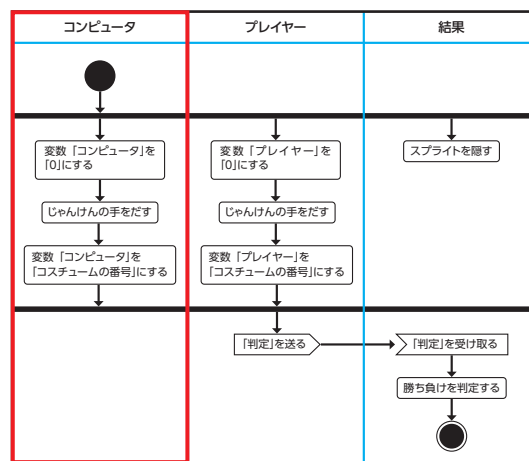 コンピュータ
プレイヤー
結果
変数「コンピュータ」を
「0」にする
変数「プレイヤー」を
「0」にする
スプライトを隠す
じゃんけんの手をだす
じゃんけんの手をだす
変数「コンピュータ」を
「コスチュームの番号」にする
変数「プレイヤー」を
「コスチュームの番号」にする
「判定」を送る
「判定」を受け取る
勝ち負けを判定する